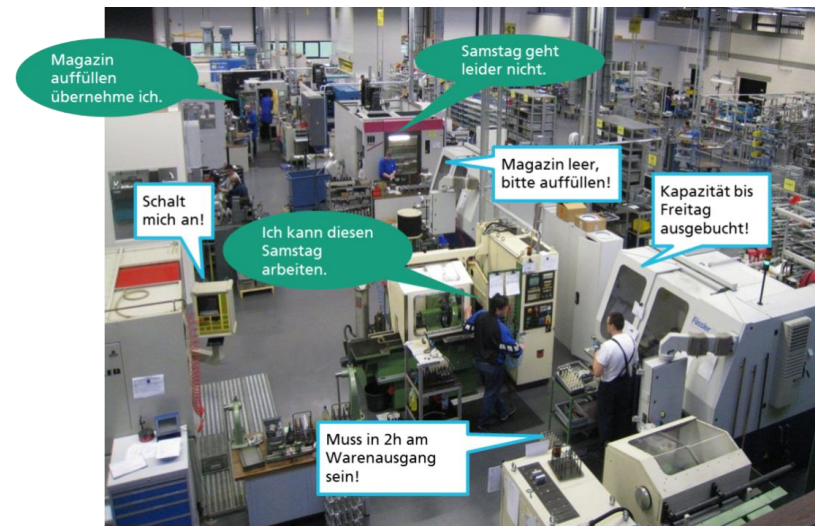 Magazin
auffüllen
übernehme ich.
Samstag geht
leider nicht.
Magazin leer,
bitte auffüllen!
Schalt
mich an!
Kapazität bis
Freitag
ausgebucht!
Ich kann diesen
Samstag
arbeiten.
Muss in 2h am
Warenausgang
sein!